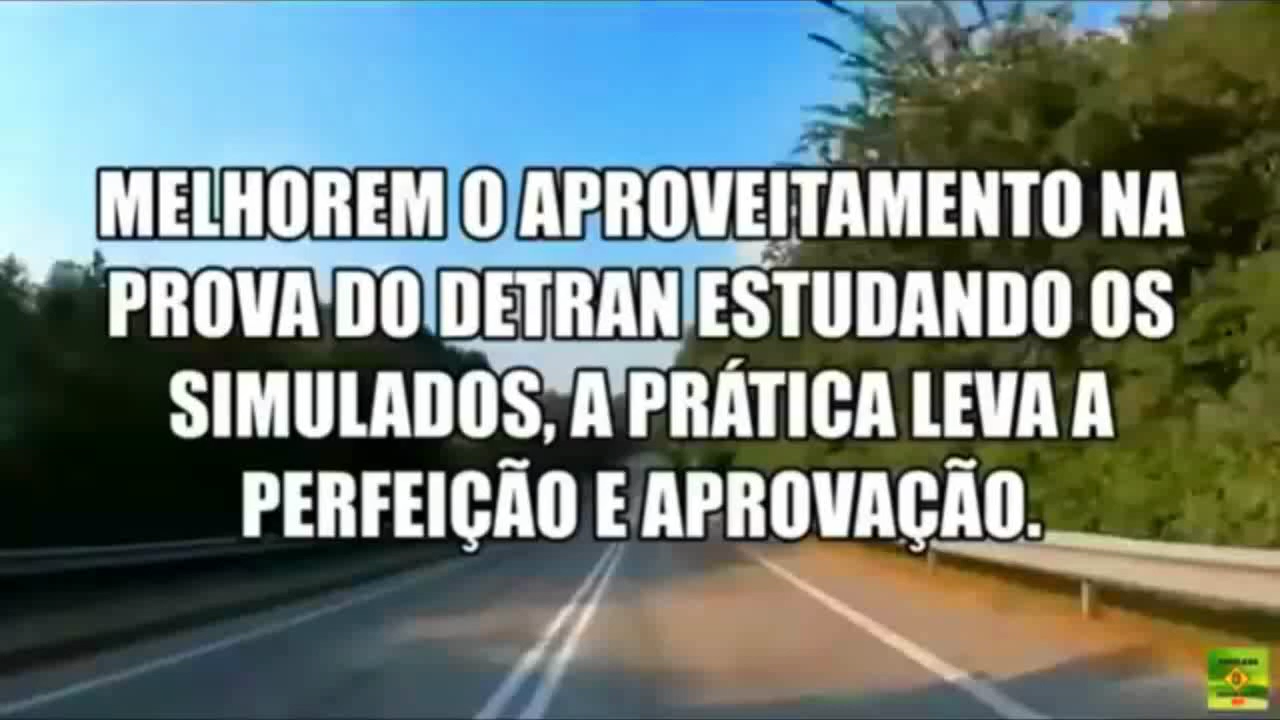 MELHOREM O APROVEITAMENTO NA
PROVA DO DETRAN ESTUDANDO OS
SIMULADOS, A PRÁTICA LEVA A
PERFEIÇÃO E APROVAÇÃO.